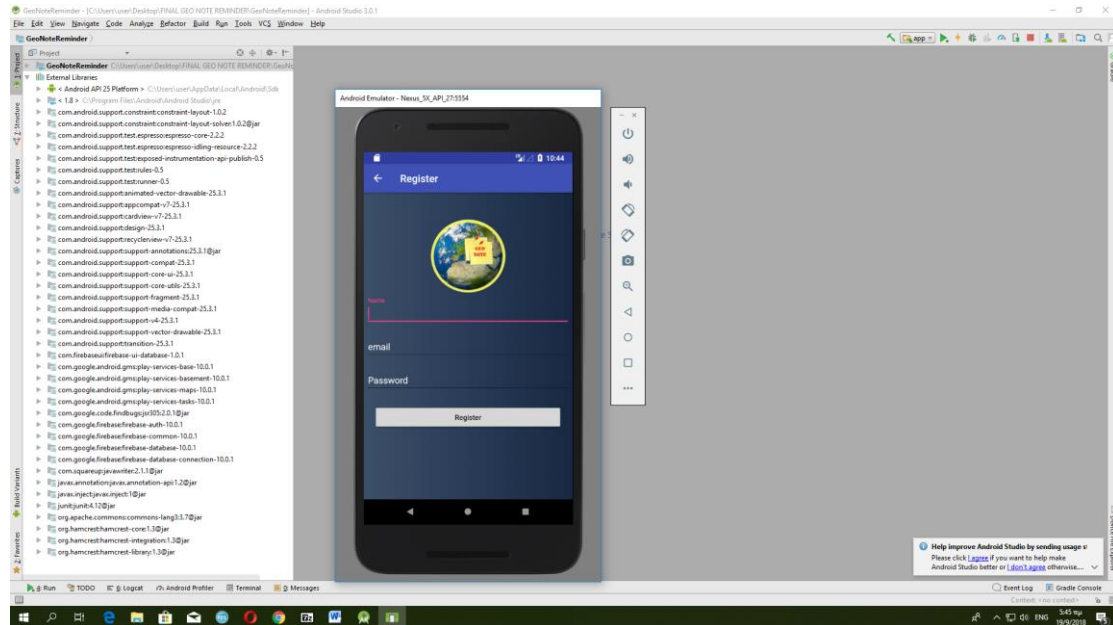 GeoNoteReminder - [C:\Users\user\Desktop\FINAL GEO NOTE REMINDER\GeoNoteReminder] - Android Studio 3.0.1
File Edit View Navigate Code Analyze Refactor Build Run Tools VCS Window Help
GeoNoteReminder
app
Project
GeoNoteReminder C:\Users\user\Desktop\FINAL GEO NOTE REMINDER\GeoNo
External Libraries
< Android API 25 Platform > C:\Users\user\AppData\Local\Android\Sdk
< 1.8 > C:\Program Files\Android\Android Studio\jre
com.android.support.constraint:constraint-layout-1.0.2
com.android.support.constraint:constraint-layout-solver:1.0.2@jar
com.android.support.test.espresso:espresso-core-2.2.2
com.android.support.test.espresso:espresso-idling-resource-2.2.2
com.android.support.test:exposed-instrumentation-api-publish-0.5
com.android.support.test:rules-0.5
com.android.support.test:runner-0.5
com.android.support:animated-vector-drawable-25.3.1
com.android.support:appcompat-v7-25.3.1
com.android.support:cardview-v7-25.3.1
com.android.support:design-25.3.1
com.android.support:recyclerview-v7-25.3.1
com.android.support:support-annotations:25.3.1@jar
com.android.support:support-compat-25.3.1
com.android.support:support-core-ui-25.3.1
com.android.support:support-core-utils-25.3.1
com.android.support:support-fragment-25.3.1
com.android.support:support-media-compat-25.3.1
com.android.support:support-v4-25.3.1
com.android.support:support-vector-drawable-25.3.1
com.android.support:transition-25.3.1
com.firebaseui:firebase-ui-database-1.0.1
com.google.android.gms:play-services-base-10.0.1
com.google.android.gms:play-services-basement-10.0.1
com.google.android.gms:play-services-maps-10.0.1
com.google.android.gms:play-services-tasks-10.0.1
com.google.code.findbugs:jsr305:2.0.1@jar
com.google.firebase:firebase-auth-10.0.1
com.google.firebase:firebase-common-10.0.1
com.google.firebase:firebase-database-10.0.1
com.google.firebase:firebase-database-connection-10.0.1
com.squareup:javawriter:2.1.1@jar
javax.annotation:javax.annotation-api:1.2@jar
javax.inject:javax.inject:1@jar
junit:junit:4.12@jar
org.apache.commons:commons-lang3:3.7@jar
org.hamcrest:hamcrest-core:1.3@jar
org.hamcrest:hamcrest-integration:1.3@jar
org.hamcrest:hamcrest-library:1.3@jar
1: Project
7: Structure
Captures
Build Variants
2: Favorites
Android Emulator - Nexus_5X_API_27:5554
10:44
Register
GEO
NOTE
Name
email
Password
Register
Help improve Android Studio by sending usage s
Please click I agree if you want to help make
Android Studio better or I don't agree otherwise....
4: Run TODO 6: Logcat Android Profiler Terminal 0: Messages
Event Log Gradle Console
Context: <no context>
ENG
5:45 πμ
19/9/2018